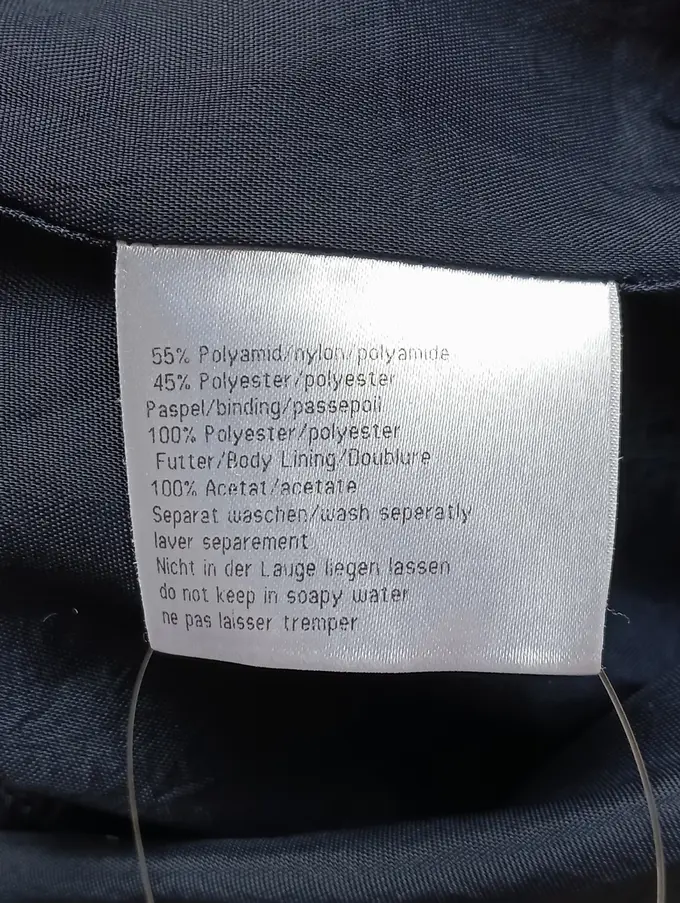 55% Polyamid/nylon/polyamide
45% Polyester/polyester
Paspel/binding/passepoil
100% Polyester/polyester
Futter/Body Lining/Doublure
100% Acetat/acetate
Separat waschen/wash seperatly
laver separement
Nicht in der Lauge liegen lassen
do not keep in soapy water
ne pas laisser tremper